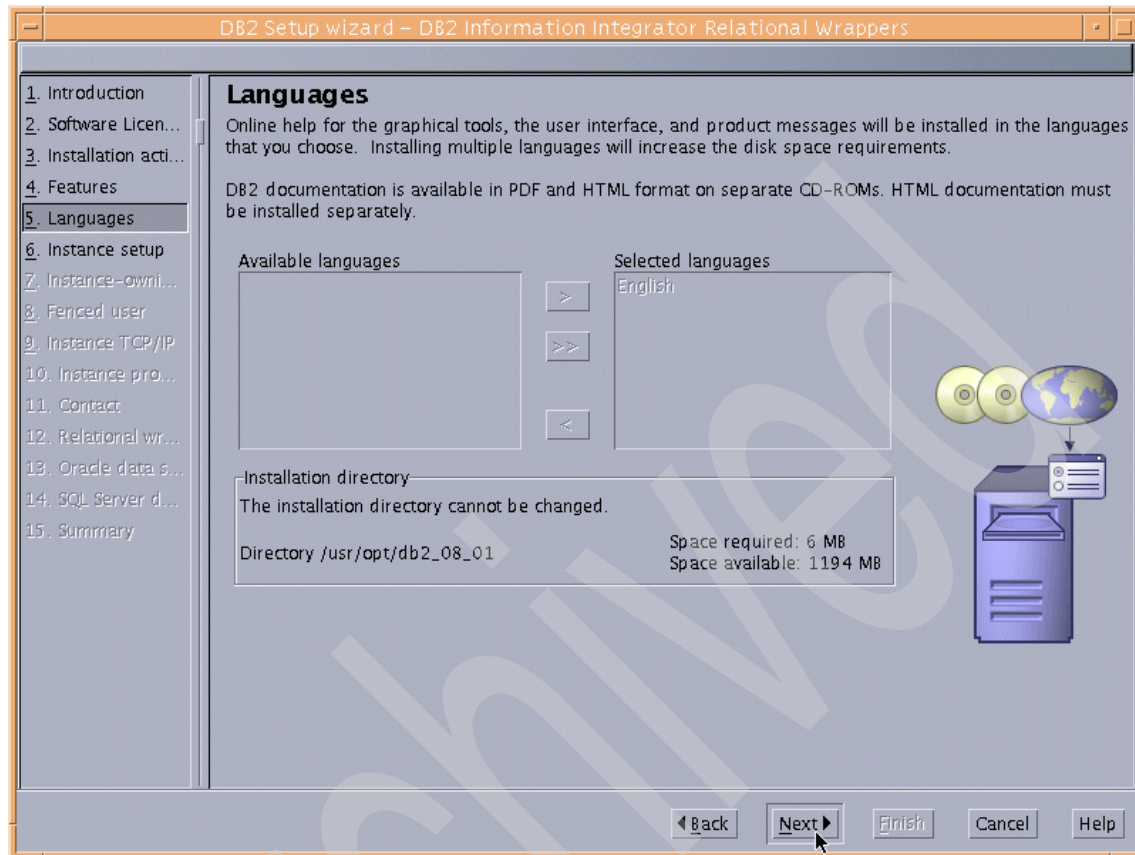 DB2 Setup wizard – DB2 Information Integrator Relational Wrappers
1. Introduction
2. Software Licen...
3. Installation acti...
4. Features
5. Languages
6. Instance setup
7. Instance-owni...
8. Fenced user
9. Instance TCP/IP
10. Instance pro...
11. Contact
12. Relational wr...
13. Oracle data s...
14. SQL Server d...
15. Summary
Languages
Online help for the graphical tools, the user interface, and product messages will be installed in the languages
that you choose. Installing multiple languages will increase the disk space requirements.
DB2 documentation is available in PDF and HTML format on separate CD-ROMs. HTML documentation must
be installed separately.
Available languages
Selected languages
English
>
>>
<
Installation directory
The installation directory cannot be changed.
Directory /usr/opt/db2_08_01
Space required: 6 MB
Space available: 1194 MB
Back
Next
Finish
Cancel
Help